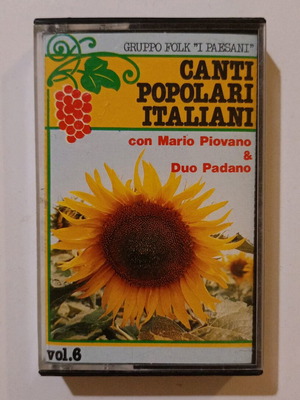 GRUPPO FOLK "I PAESANI"
CANTI
POPOLARI
ITALIANI
con Mario Piovano
&
Duo Padano
vol.6